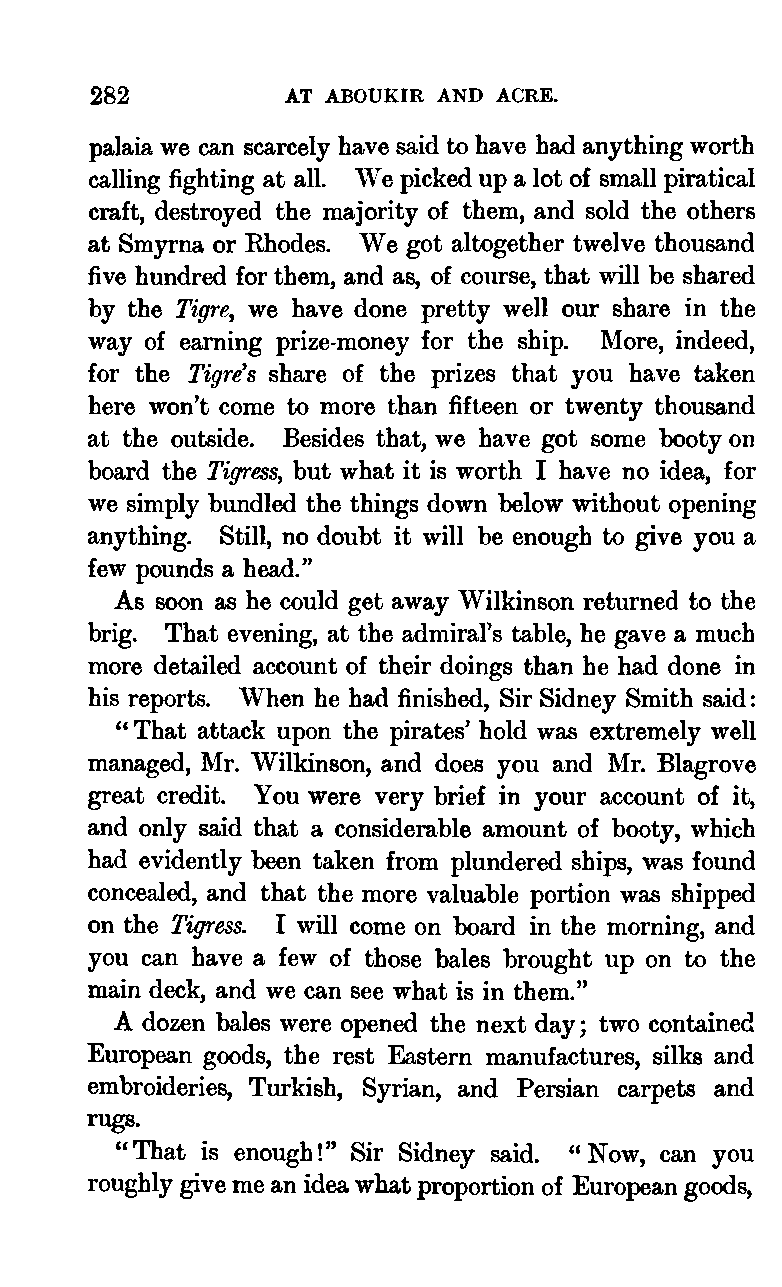 282 AT ABOUKIR AND ACRE.
palaia we can scarcely have said to have had anything worth
calling fighting at all. We picked up a lot of small piratical
craft, destroyed the majority of them, and sold the others
at Smyrna or Rhodes. We got altogether twelve thousand
five hundred for them, and as, of course, that will be shared
by the Tigre, we have done pretty well our share in the
way of earning prize-money for the ship. More, indeed,
for the Tigre's share of the prizes that you have taken
here won't come to more than fifteen or twenty thousand
at the outside. Besides that, we have got some booty on
board the Tigress, but what it is worth I have no idea, for
we simply bundled the things down below without opening
anything. Still, no doubt it will be enough to give you a
few pounds a head."
As soon as he could get away Wilkinson returned to the
brig. That evening, at the admiral's table, he gave a much
more detailed account of their doings than he had done in
his reports. When he had finished, Sir Sidney Smith said:
"That attack upon the pirates' hold was extremely well
managed, Mr. Wilkinson, and does you and Mr. Blagrove
great credit. You were very brief in your account of it,
and only said that a considerable amount of booty, which
had evidently been taken from plundered ships, was found
concealed, and that the more valuable portion was shipped
on the Tigress. I will come on board in the morning, and
you can have a few of those bales brought up on to the
main deck, and we can see what is in them."
A dozen bales were opened the next day; two contained
European goods, the rest Eastern manufactures, silks and
embroideries, Turkish, Syrian, and Persian carpets and
rugs.
"That is enough!" Sir Sidney said. "Now, can you
roughly give me an idea what proportion of European goods,